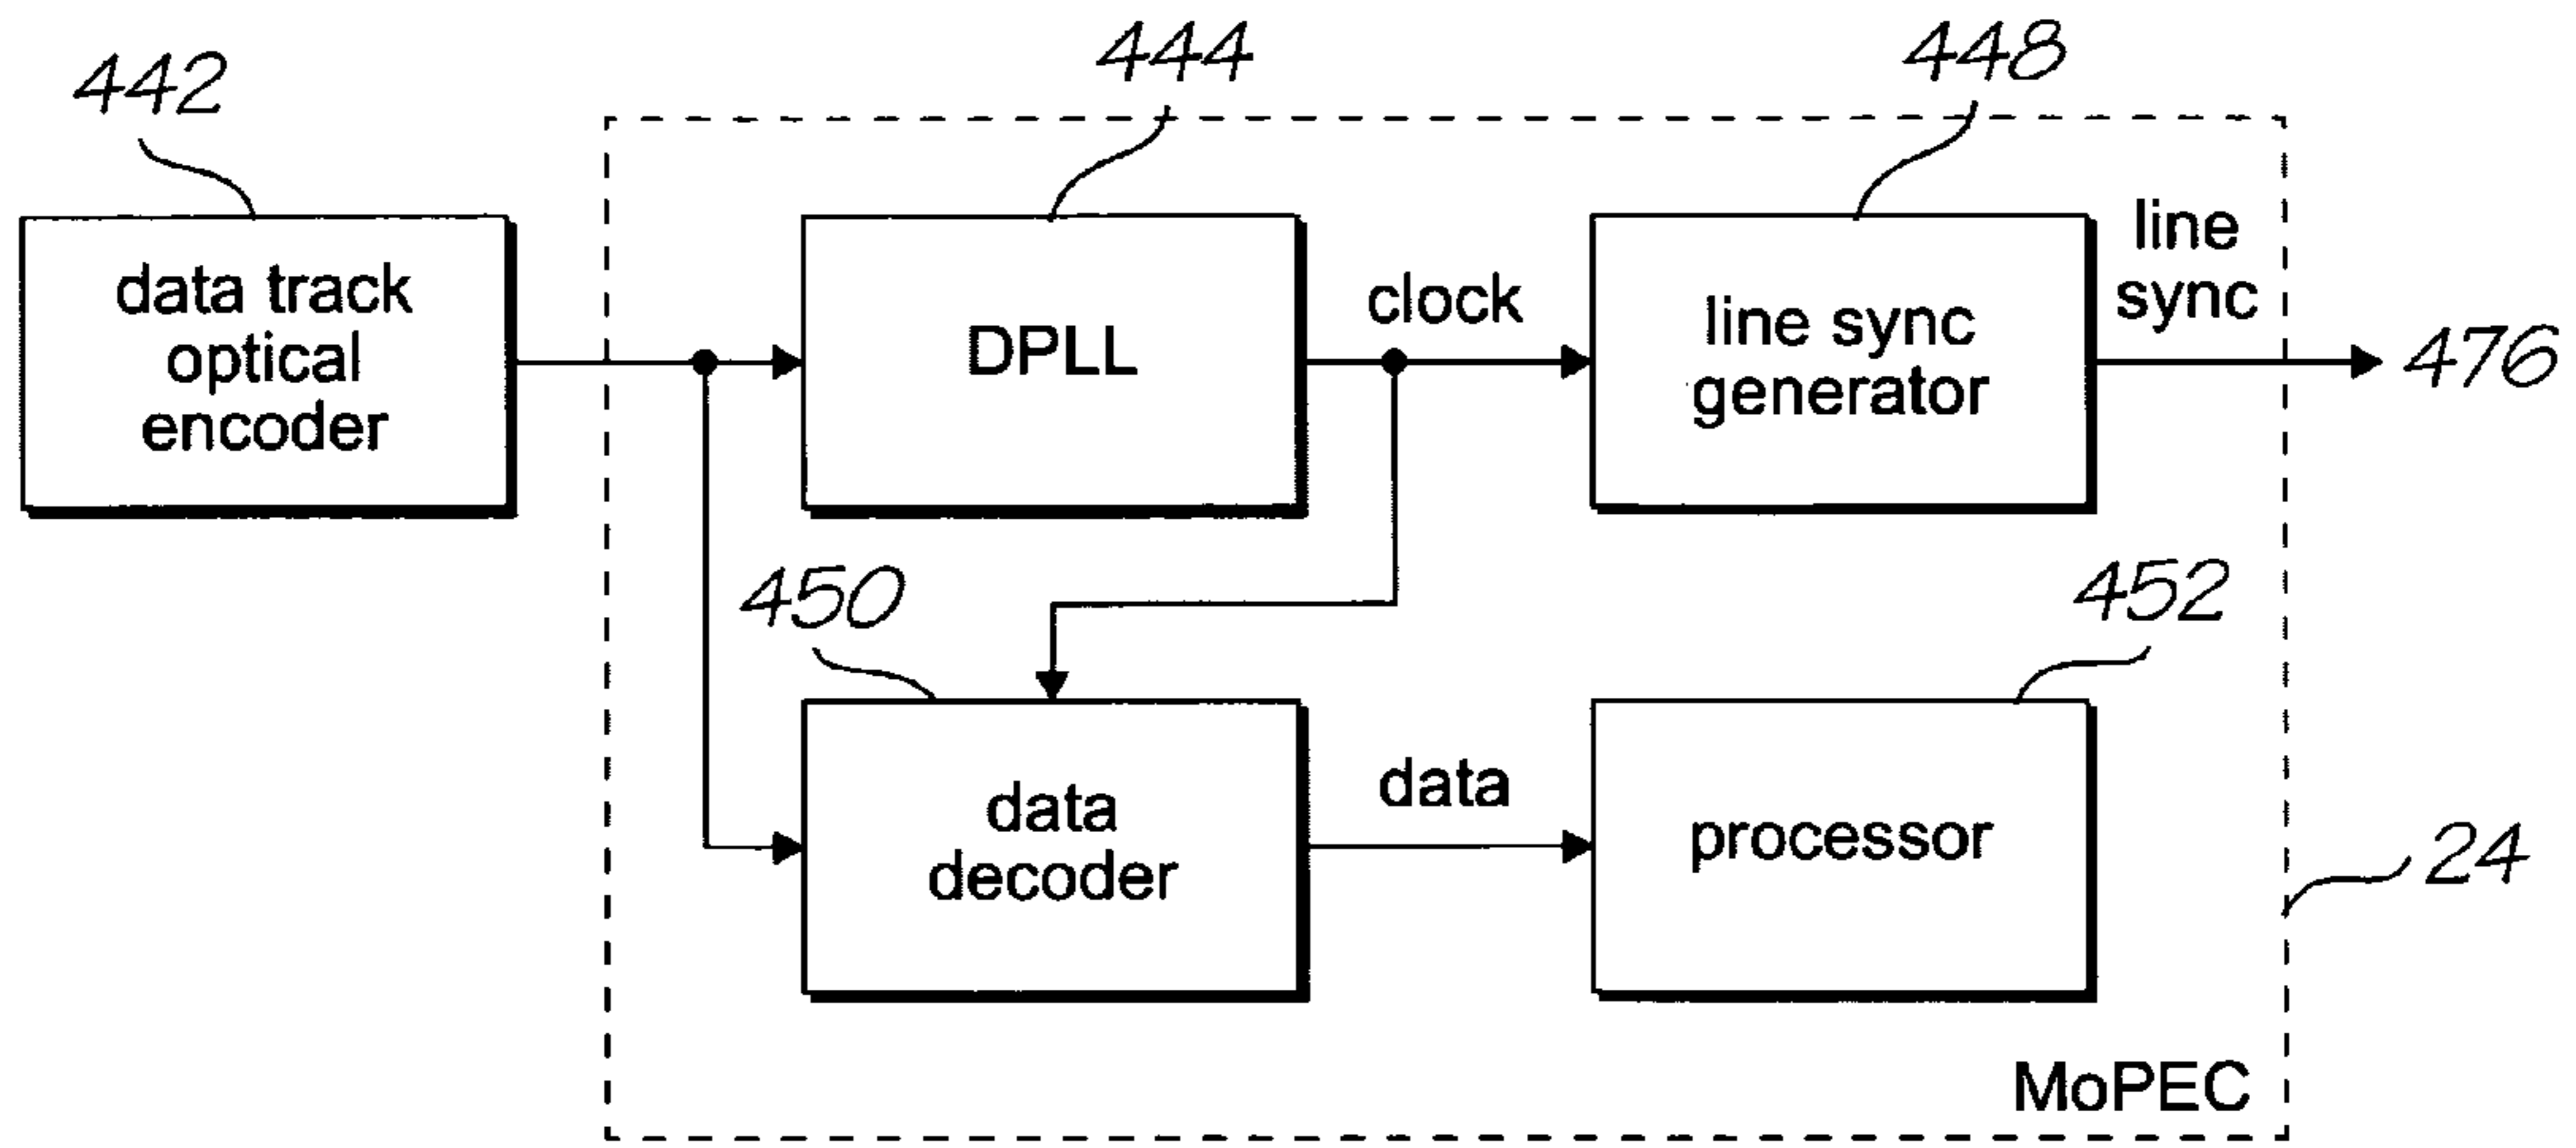 442
444
448
data track
optical
encoder
DPLL
clock
line sync
generator
line
sync
476
450
452
data
decoder
data
processor
24
MoPEC